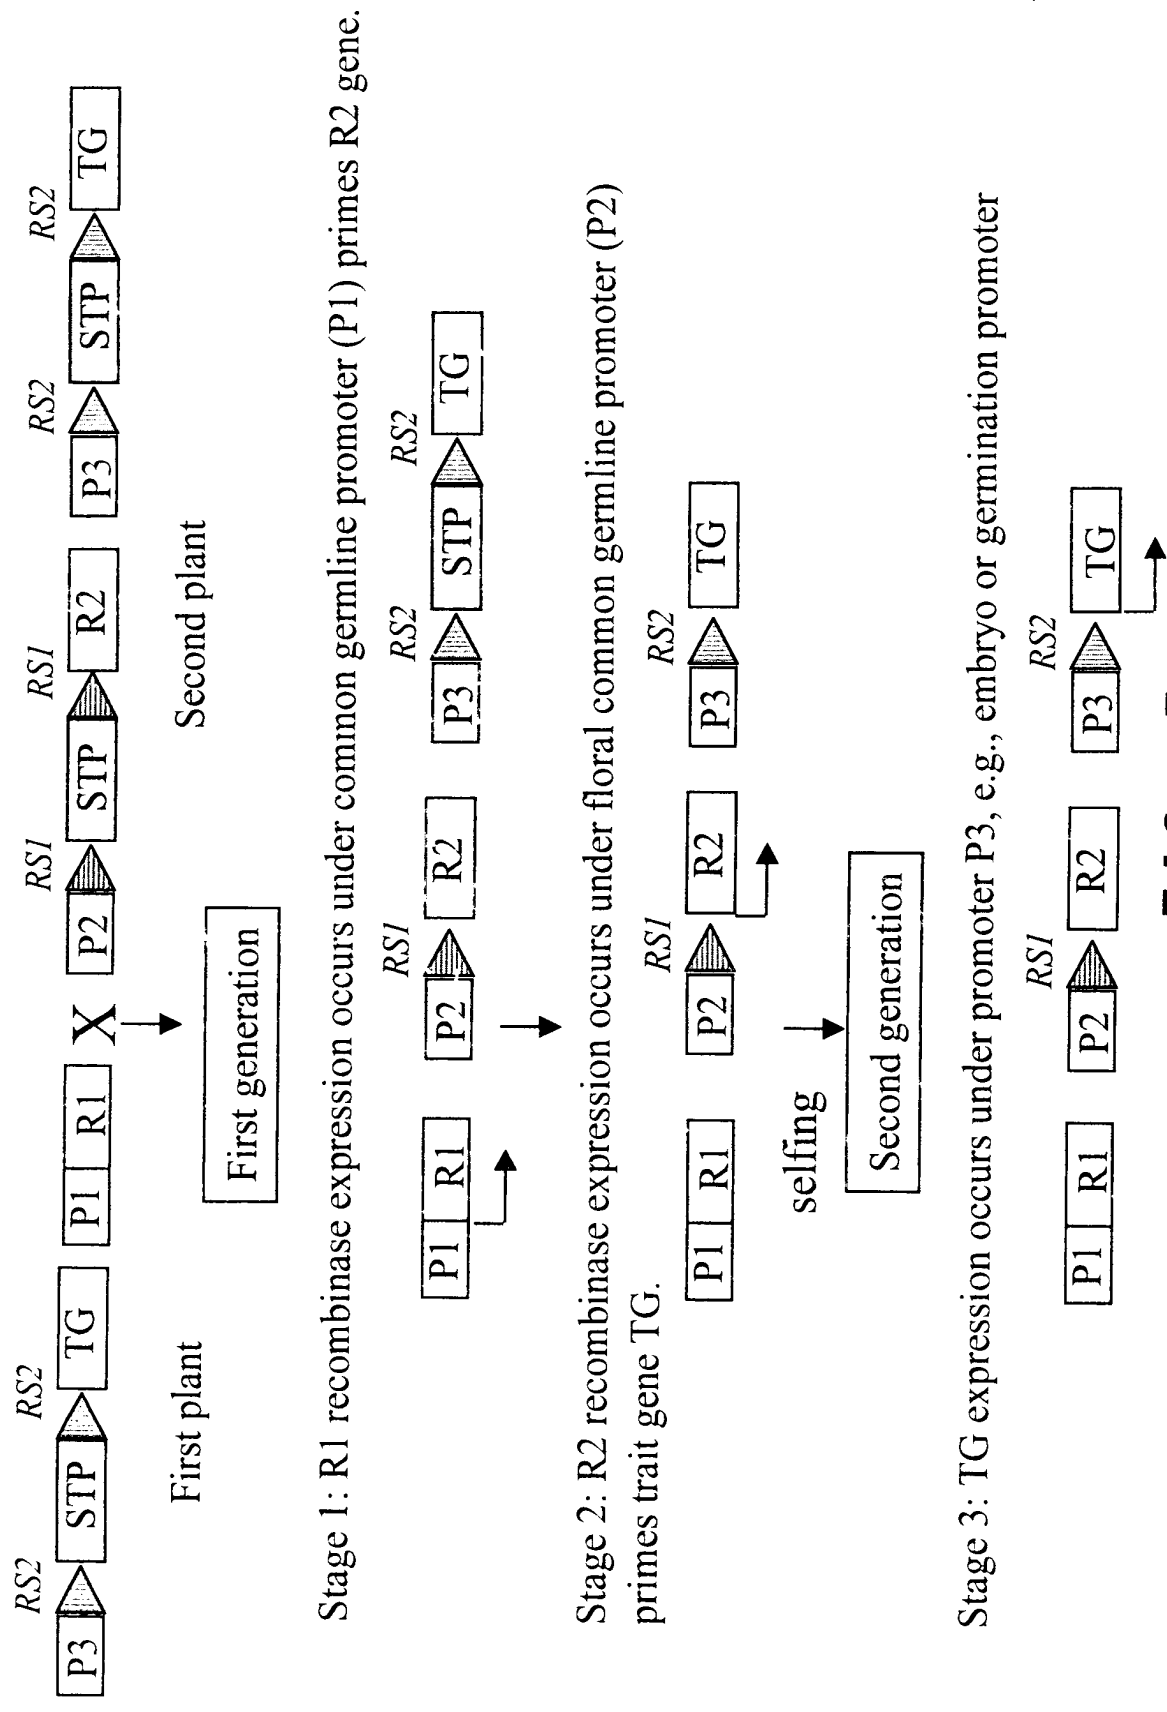 RS2 RS2 RS1 RS1 RS2 RS2
P3 STP TG P1 R1 X P2 STP R2 P3 STP TG
First plant Second plant
First generation
Stage 1: R1 recombinase expression occurs under common germline promoter (P1) primes R2 gene.
RS1 RS2 RS2
P1 R1 P2 R2 P3 STP TG
Stage 2: R2 recombinase expression occurs under floral common germline promoter (P2)
primes trait gene TG.
RS1 RS2
P1 R1 P2 R2 P3 TG
selfing
Second generation
Stage 3: TG expression occurs under promoter P3, e.g., embryo or germination promoter
RS1 RS2
P1 R1 P2 R2 P3 TG